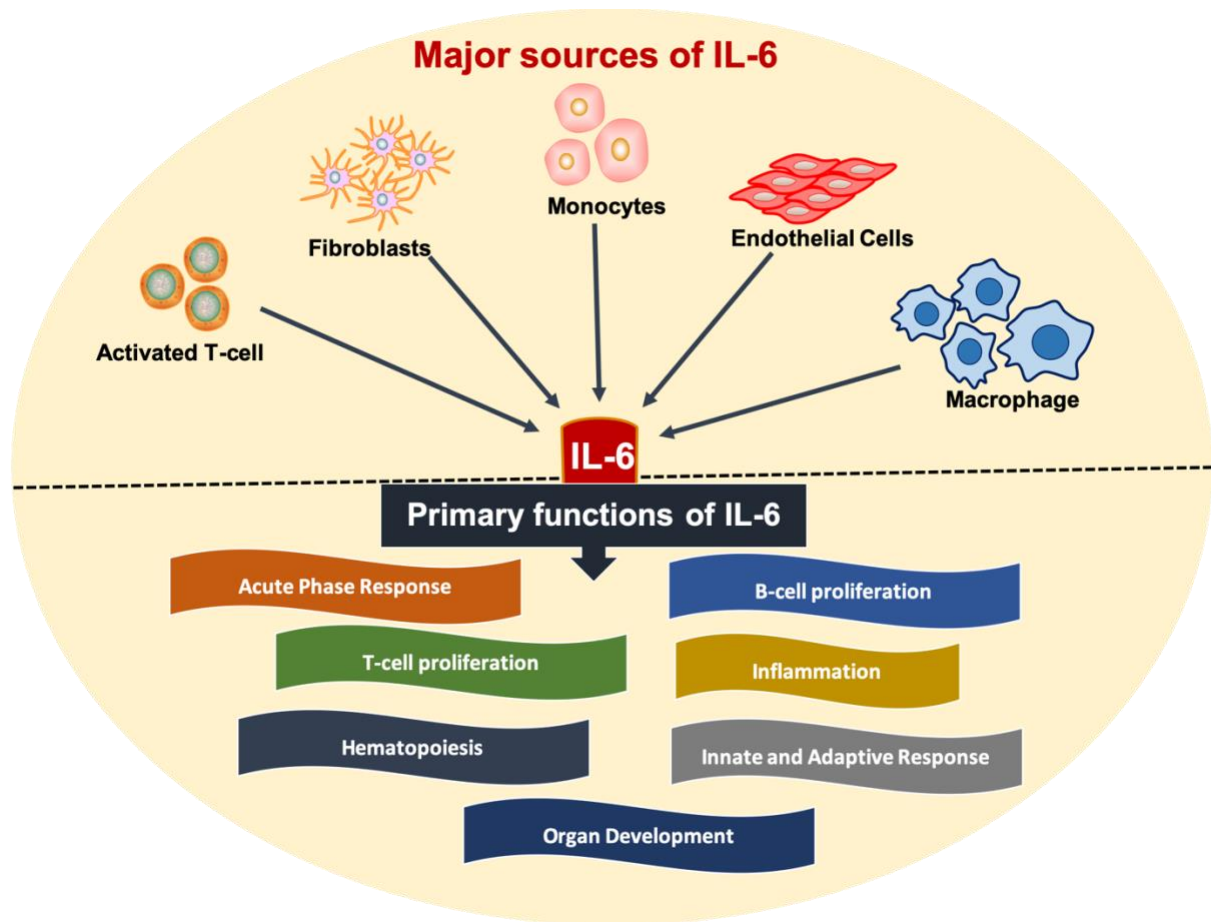 Major sources of IL-6
Monocytes
Fibroblasts
Endothelial Cells
Activated T-cell
Macrophage
IL-6
Primary functions of IL-6
Acute Phase Response
B-cell proliferation
T-cell proliferation
Inflammation
Hematopoiesis
Innate and Adaptive Response
Organ Development